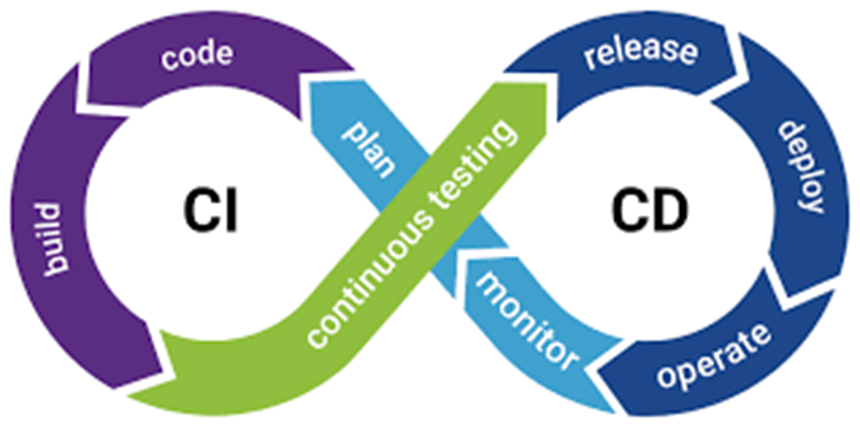 code
release
plan
continuous testing
deploy
CI
CD
build
monitor
operate